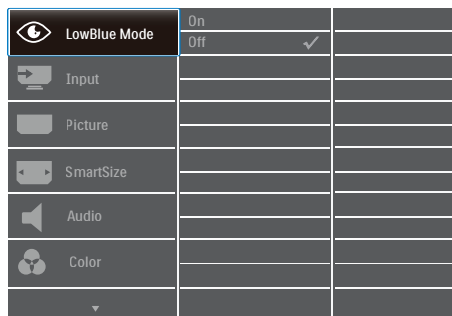 LowBlue Mode
On
Off
Input
Picture
SmartSize
Audio
Color